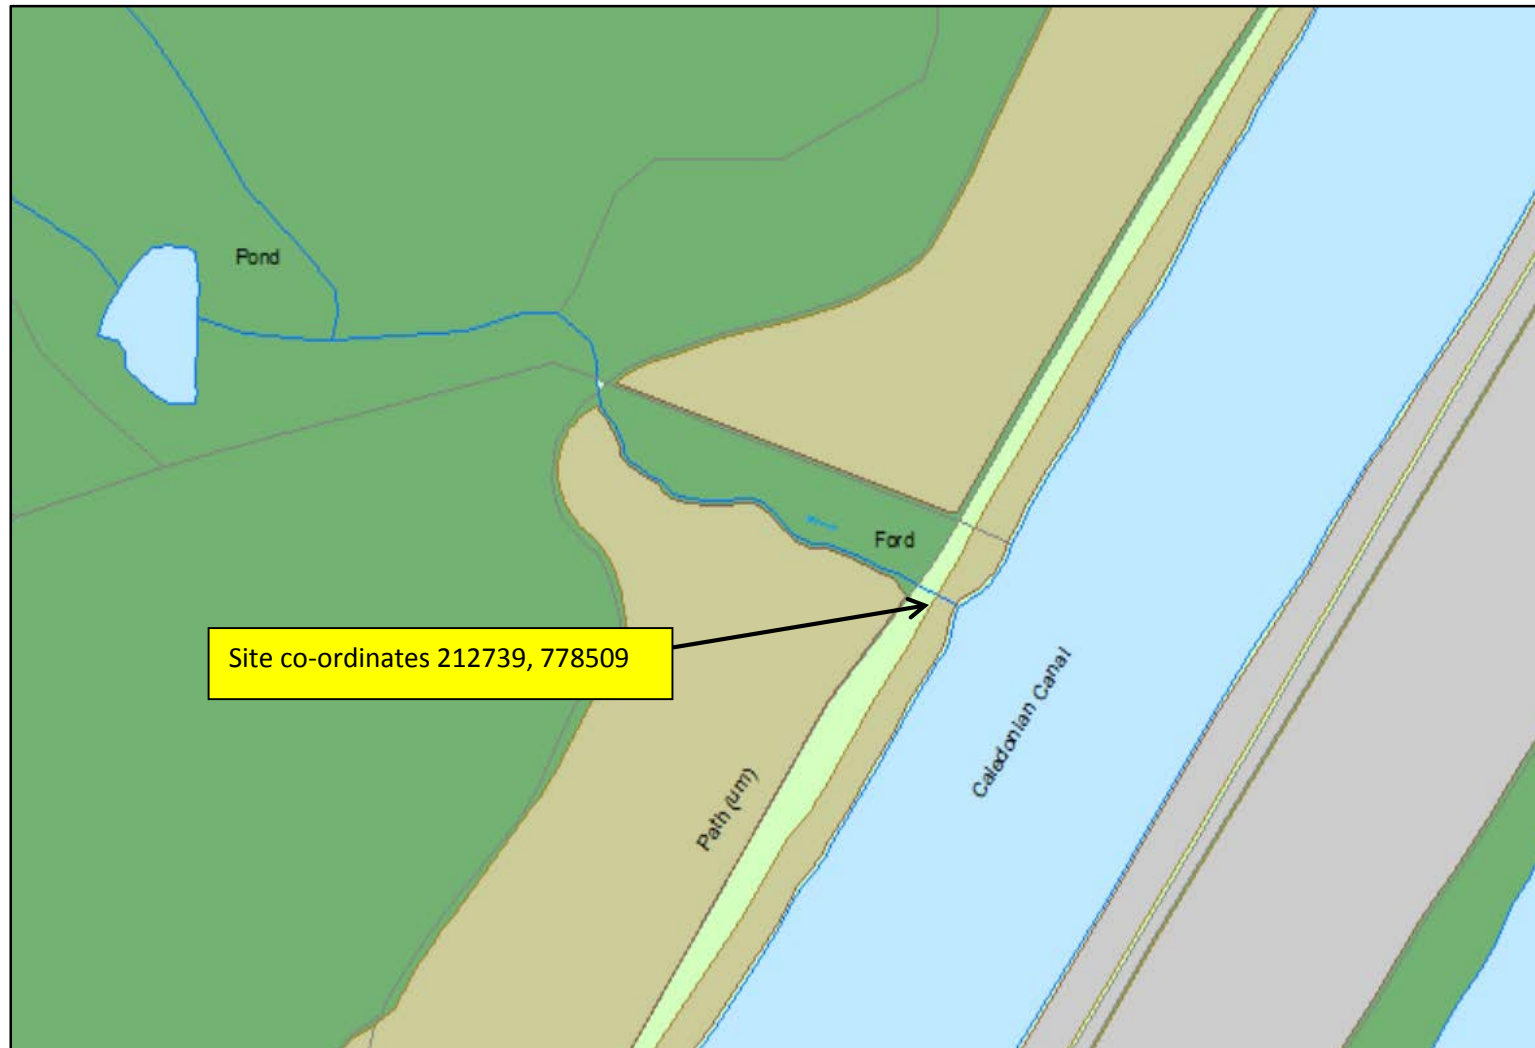 Pond
Ford
Site co-ordinates 212739, 778509
Caledonian Canal
Path (um)